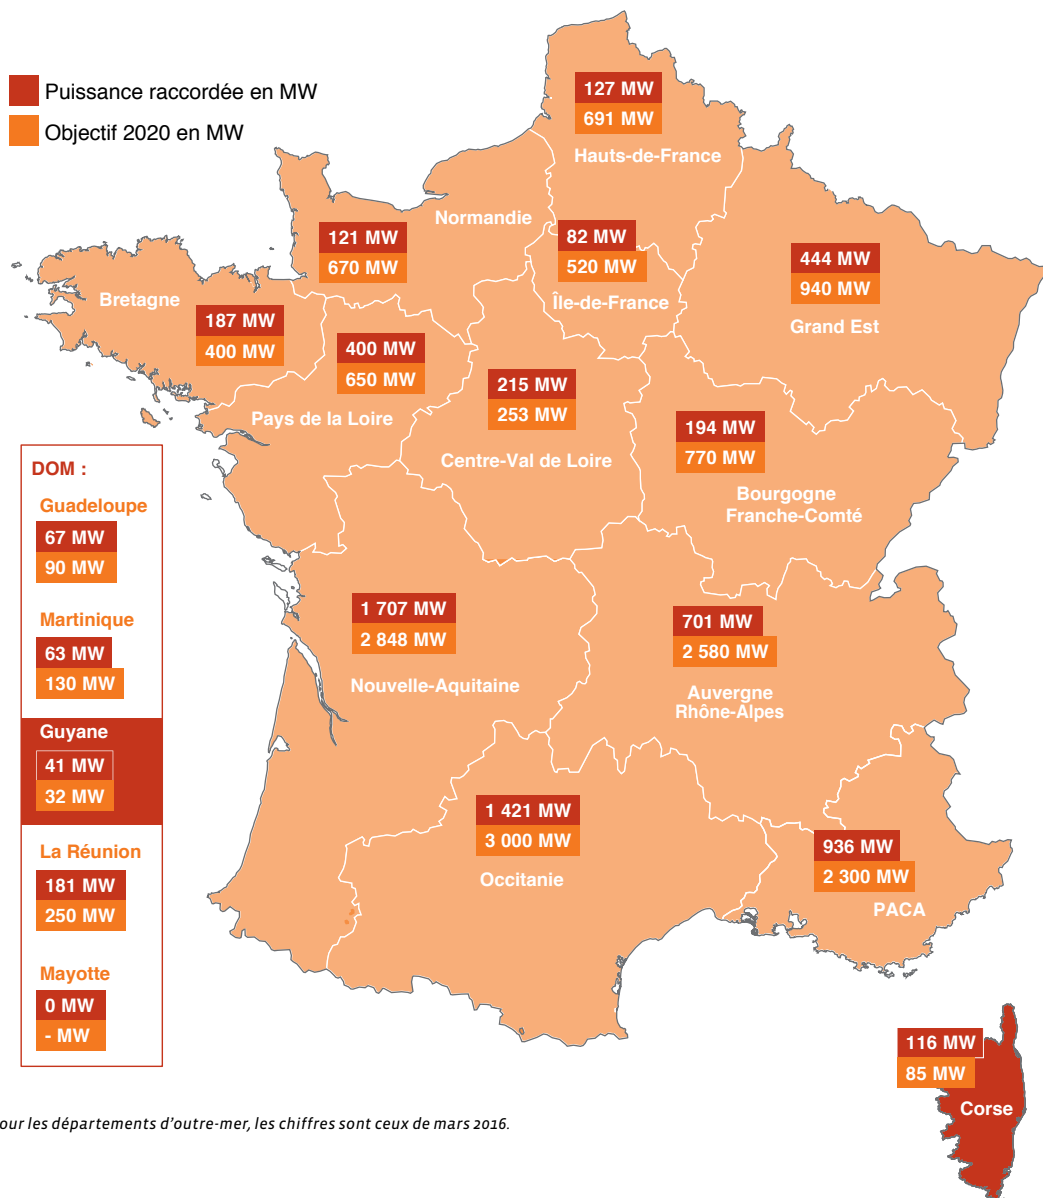 Puissance raccordée en MW
Objectif 2020 en MW
127 MW
691 MW
Hauts-de-France
Normandie
121 MW
670 MW
82 MW
520 MW
Île-de-France
444 MW
940 MW
Grand Est
Bretagne
187 MW
400 MW
400 MW
650 MW
Pays de la Loire
215 MW
253 MW
Centre-Val de Loire
194 MW
770 MW
Bourgogne
Franche-Comté
DOM :
Guadeloupe
67 MW
90 MW
Martinique
63 MW
130 MW
Guyane
41 MW
32 MW
La Réunion
181 MW
250 MW
Mayotte
0 MW
- MW
1 707 MW
2 848 MW
Nouvelle-Aquitaine
701 MW
2 580 MW
Auvergne
Rhône-Alpes
1 421 MW
3 000 MW
Occitanie
936 MW
2 300 MW
PACA
116 MW
85 MW
Corse
our les départements d'outre-mer, les chiffres sont ceux de mars 2016.